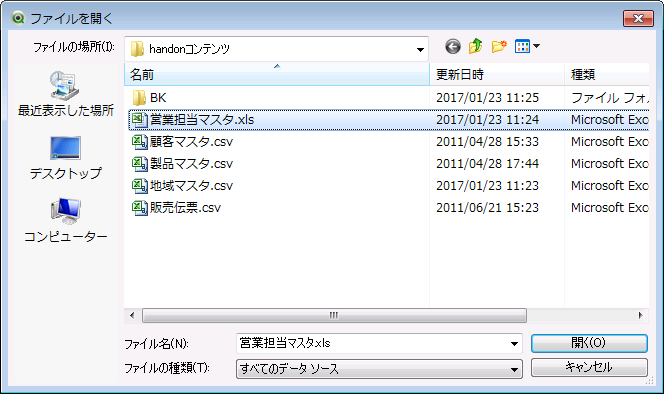 ファイルを開く
ファイルの場所(I):
handonコンテンツ
名前 更新日時 種類
BK 2017/01/23 11:25 ファイル フォ
営業担当マスタ.xls 2017/01/23 11:24 Microsoft Exc
顧客マスタ.csv 2011/04/28 15:33 Microsoft Exc
製品マスタ.csv 2011/04/28 17:44 Microsoft Exc
地域マスタ.csv 2017/01/23 11:23 Microsoft Exc
販売伝票.csv 2011/06/21 15:23 Microsoft Exc
最近表示した場所
デスクトップ
コンピューター
ファイル名(N): 営業担当マスタ.xls 開く(O)
ファイルの種類(T): すべてのデータ ソース キャンセル